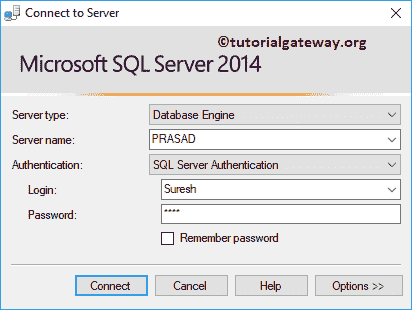 Connect to Server
©tutorialgateway.org
Microsoft SQL Server 2014
Server type: Database Engine
Server name: PRASAD
Authentication: SQL Server Authentication
Login: Suresh
Password: ****
Remember password
Connect Cancel Help Options >>